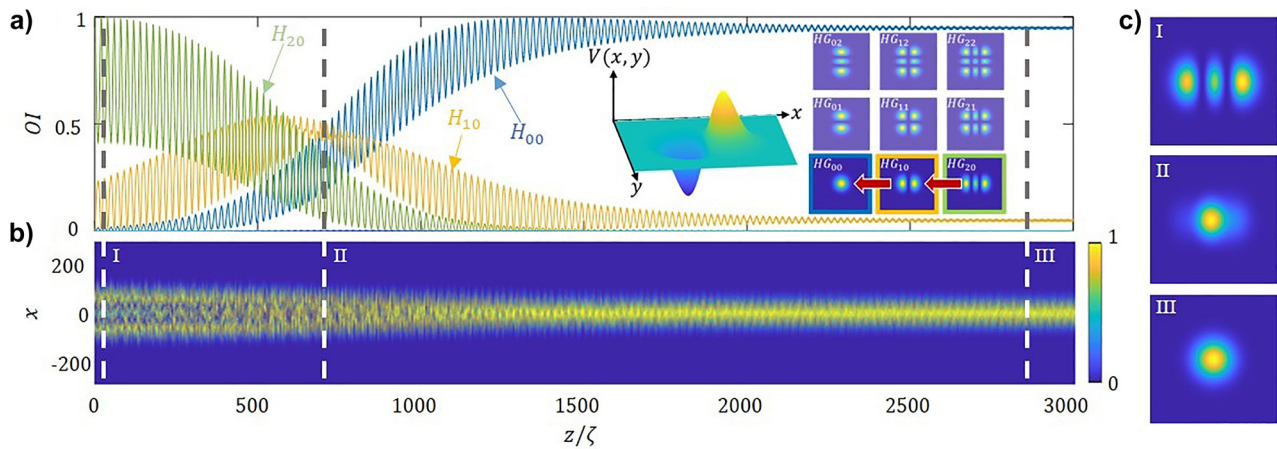 a)
1
0.5
0
OI
H₂₀
H₁₀
H₀₀
V(x, y)
x
y
HG₀₂ HG₁₂ HG₂₂
HG₀₁ HG₁₁ HG₂₁
HG₀₀ HG₁₀ HG₂₀
b)
200
0
-200
x
I II III
1
0
0 500 1000 1500 2000 2500 3000
z/ζ
c)
I
II
III